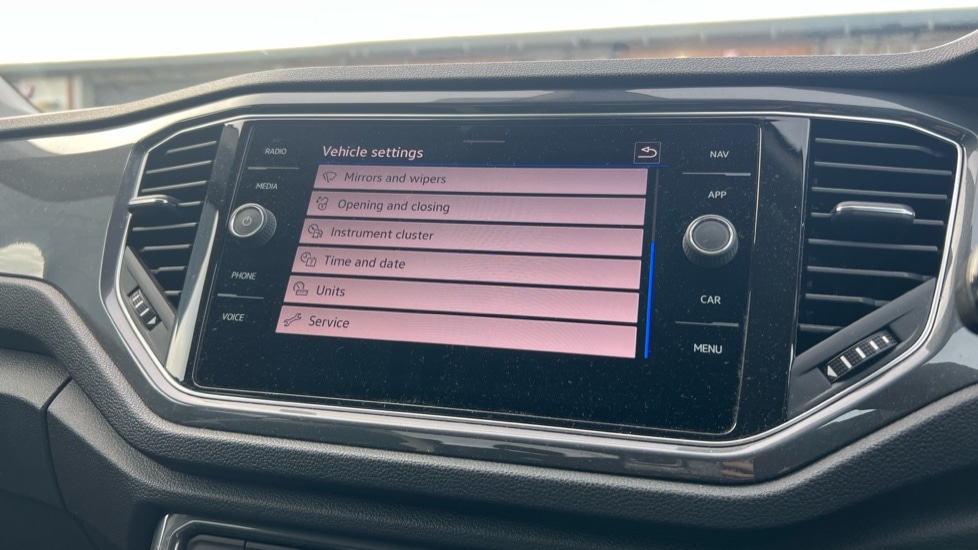 RADIO
MEDIA
PHONE
VOICE
Vehicle settings
Mirrors and wipers
Opening and closing
Instrument cluster
Time and date
Units
Service
NAV
APP
CAR
MENU